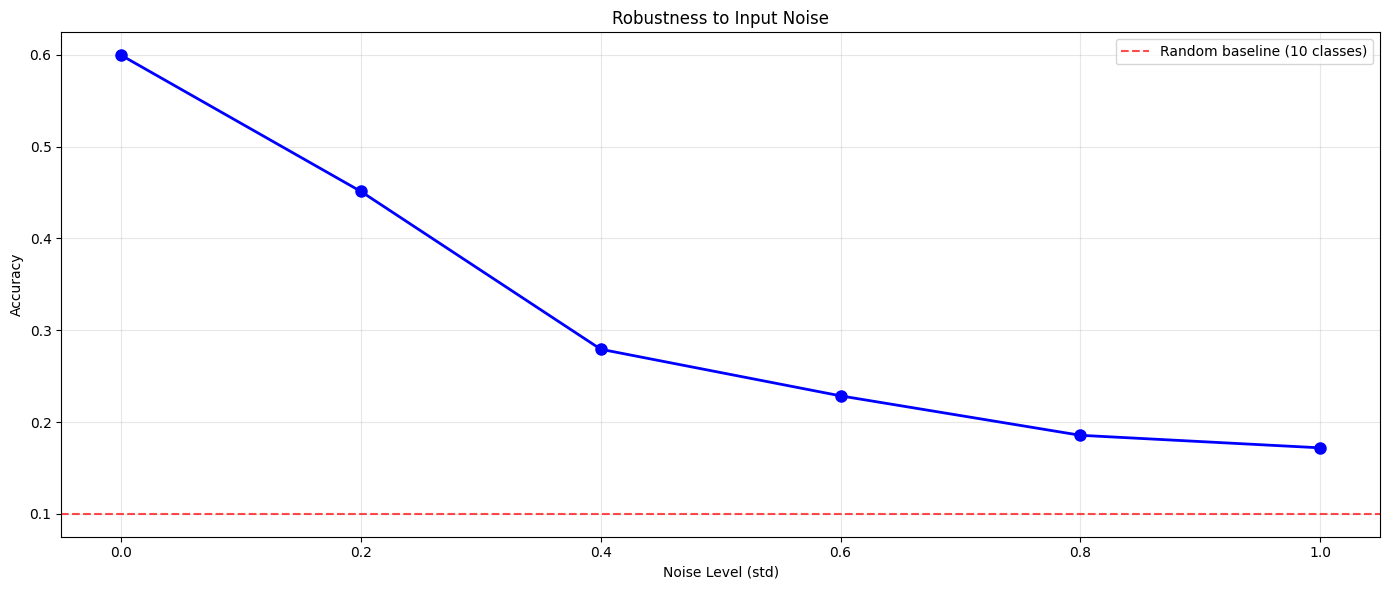 Robustness to Input Noise
Random baseline (10 classes)
Accuracy
0.6
0.5
0.4
0.3
0.2
0.1
0.0 0.2 0.4 0.6 0.8 1.0
Noise Level (std)